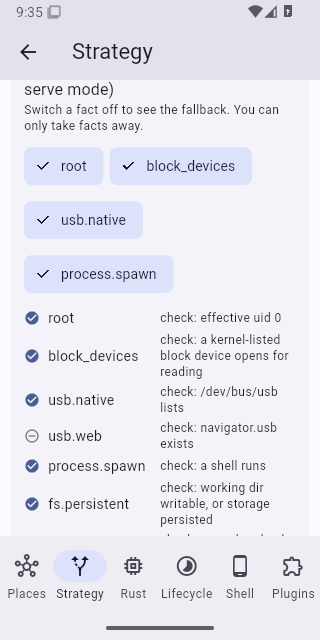 9:35
Strategy
serve mode)
Switch a fact off to see the fallback. You can
only take facts away.
root
block_devices
usb.native
process.spawn
root
check: effective uid 0
block_devices
check: a kernel-listed
block device opens for
reading
usb.native
check: /dev/bus/usb
lists
usb.web
check: navigator.usb
exists
process.spawn
check: a shell runs
fs.persistent
check: working dir
writable, or storage
persisted
Places
Strategy
Rust
Lifecycle
Shell
Plugins